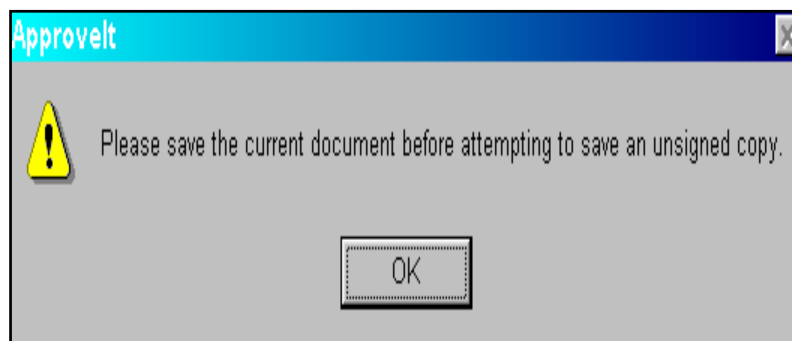 ApproveIt
Please save the current document before attempting to save an unsigned copy.
OK